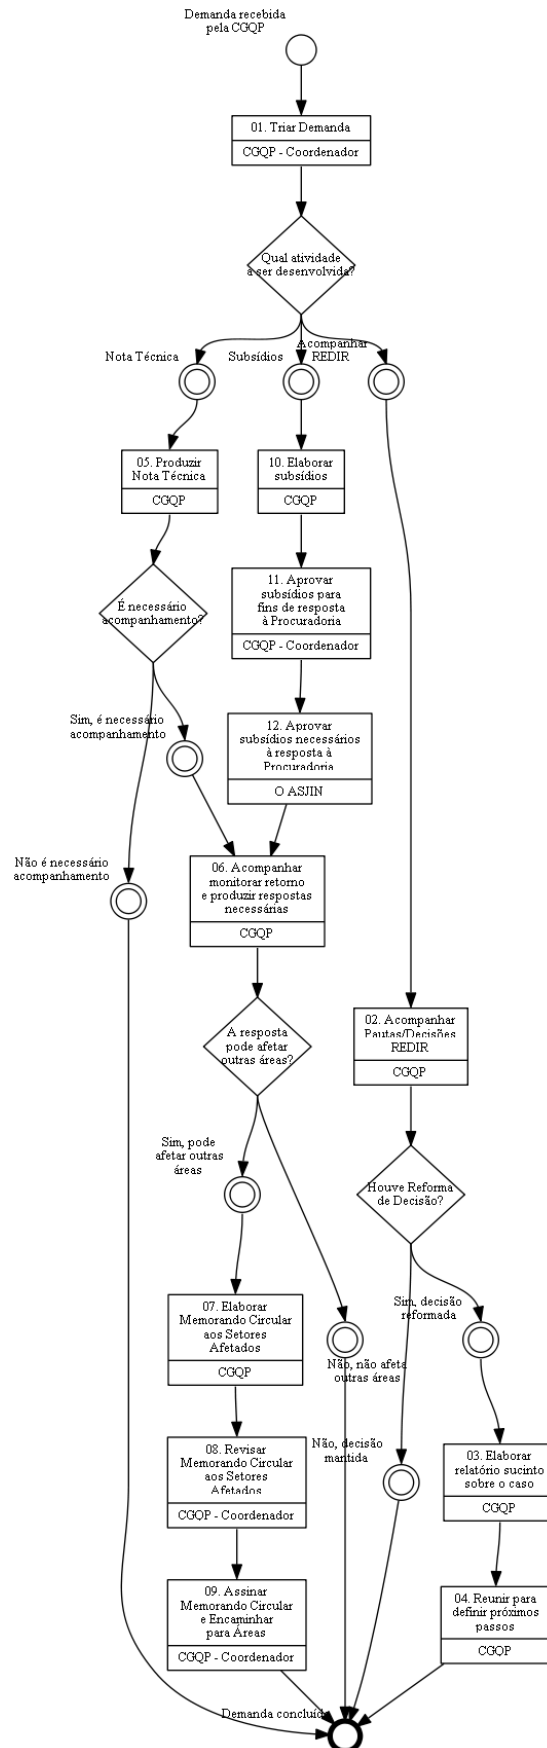 Demanda recebida
pela CGQP
01. Triar Demanda
CGQP - Coordenador
Qual atividade
a ser desenvolvida?
Nota Técnica
Subsídios
Acompanhar
REDIR
05. Produzir
Nota Técnica
CGQP
10. Elaborar
subsídios
CGQP
É necessário
acompanhamento?
11. Aprovar
subsídios para
fins de resposta
à Procuradoria
CGQP - Coordenador
Sim, é necessário
acompanhamento
12. Aprovar
subsídios necessários
à resposta à
Procuradoria
O ASJIN
Não é necessário
acompanhamento
06. Acompanhar
monitorar retorno
e produzir respostas
necessárias
CGQP
A resposta
pode afetar
outras áreas?
02. Acompanhar
Pautas/Decisões
REDIR
CGQP
Sim, pode
afetar outras
áreas
Houve Reforma
de Decisão?
07. Elaborar
Memorando Circular
aos Setores
Afetados
CGQP
Sim, decisão
reformada
Não, não afeta
outras áreas
08. Revisar
Memorando Circular
aos Setores
Afetados
CGQP - Coordenador
Não, decisão
mantida
03. Elaborar
relatório sucinto
sobre o caso
CGQP
09. Assinar
Memorando Circular
e Encaminhar
para Áreas
CGQP - Coordenador
04. Reunir para
definir próximos
passos
CGQP
Demanda concluída